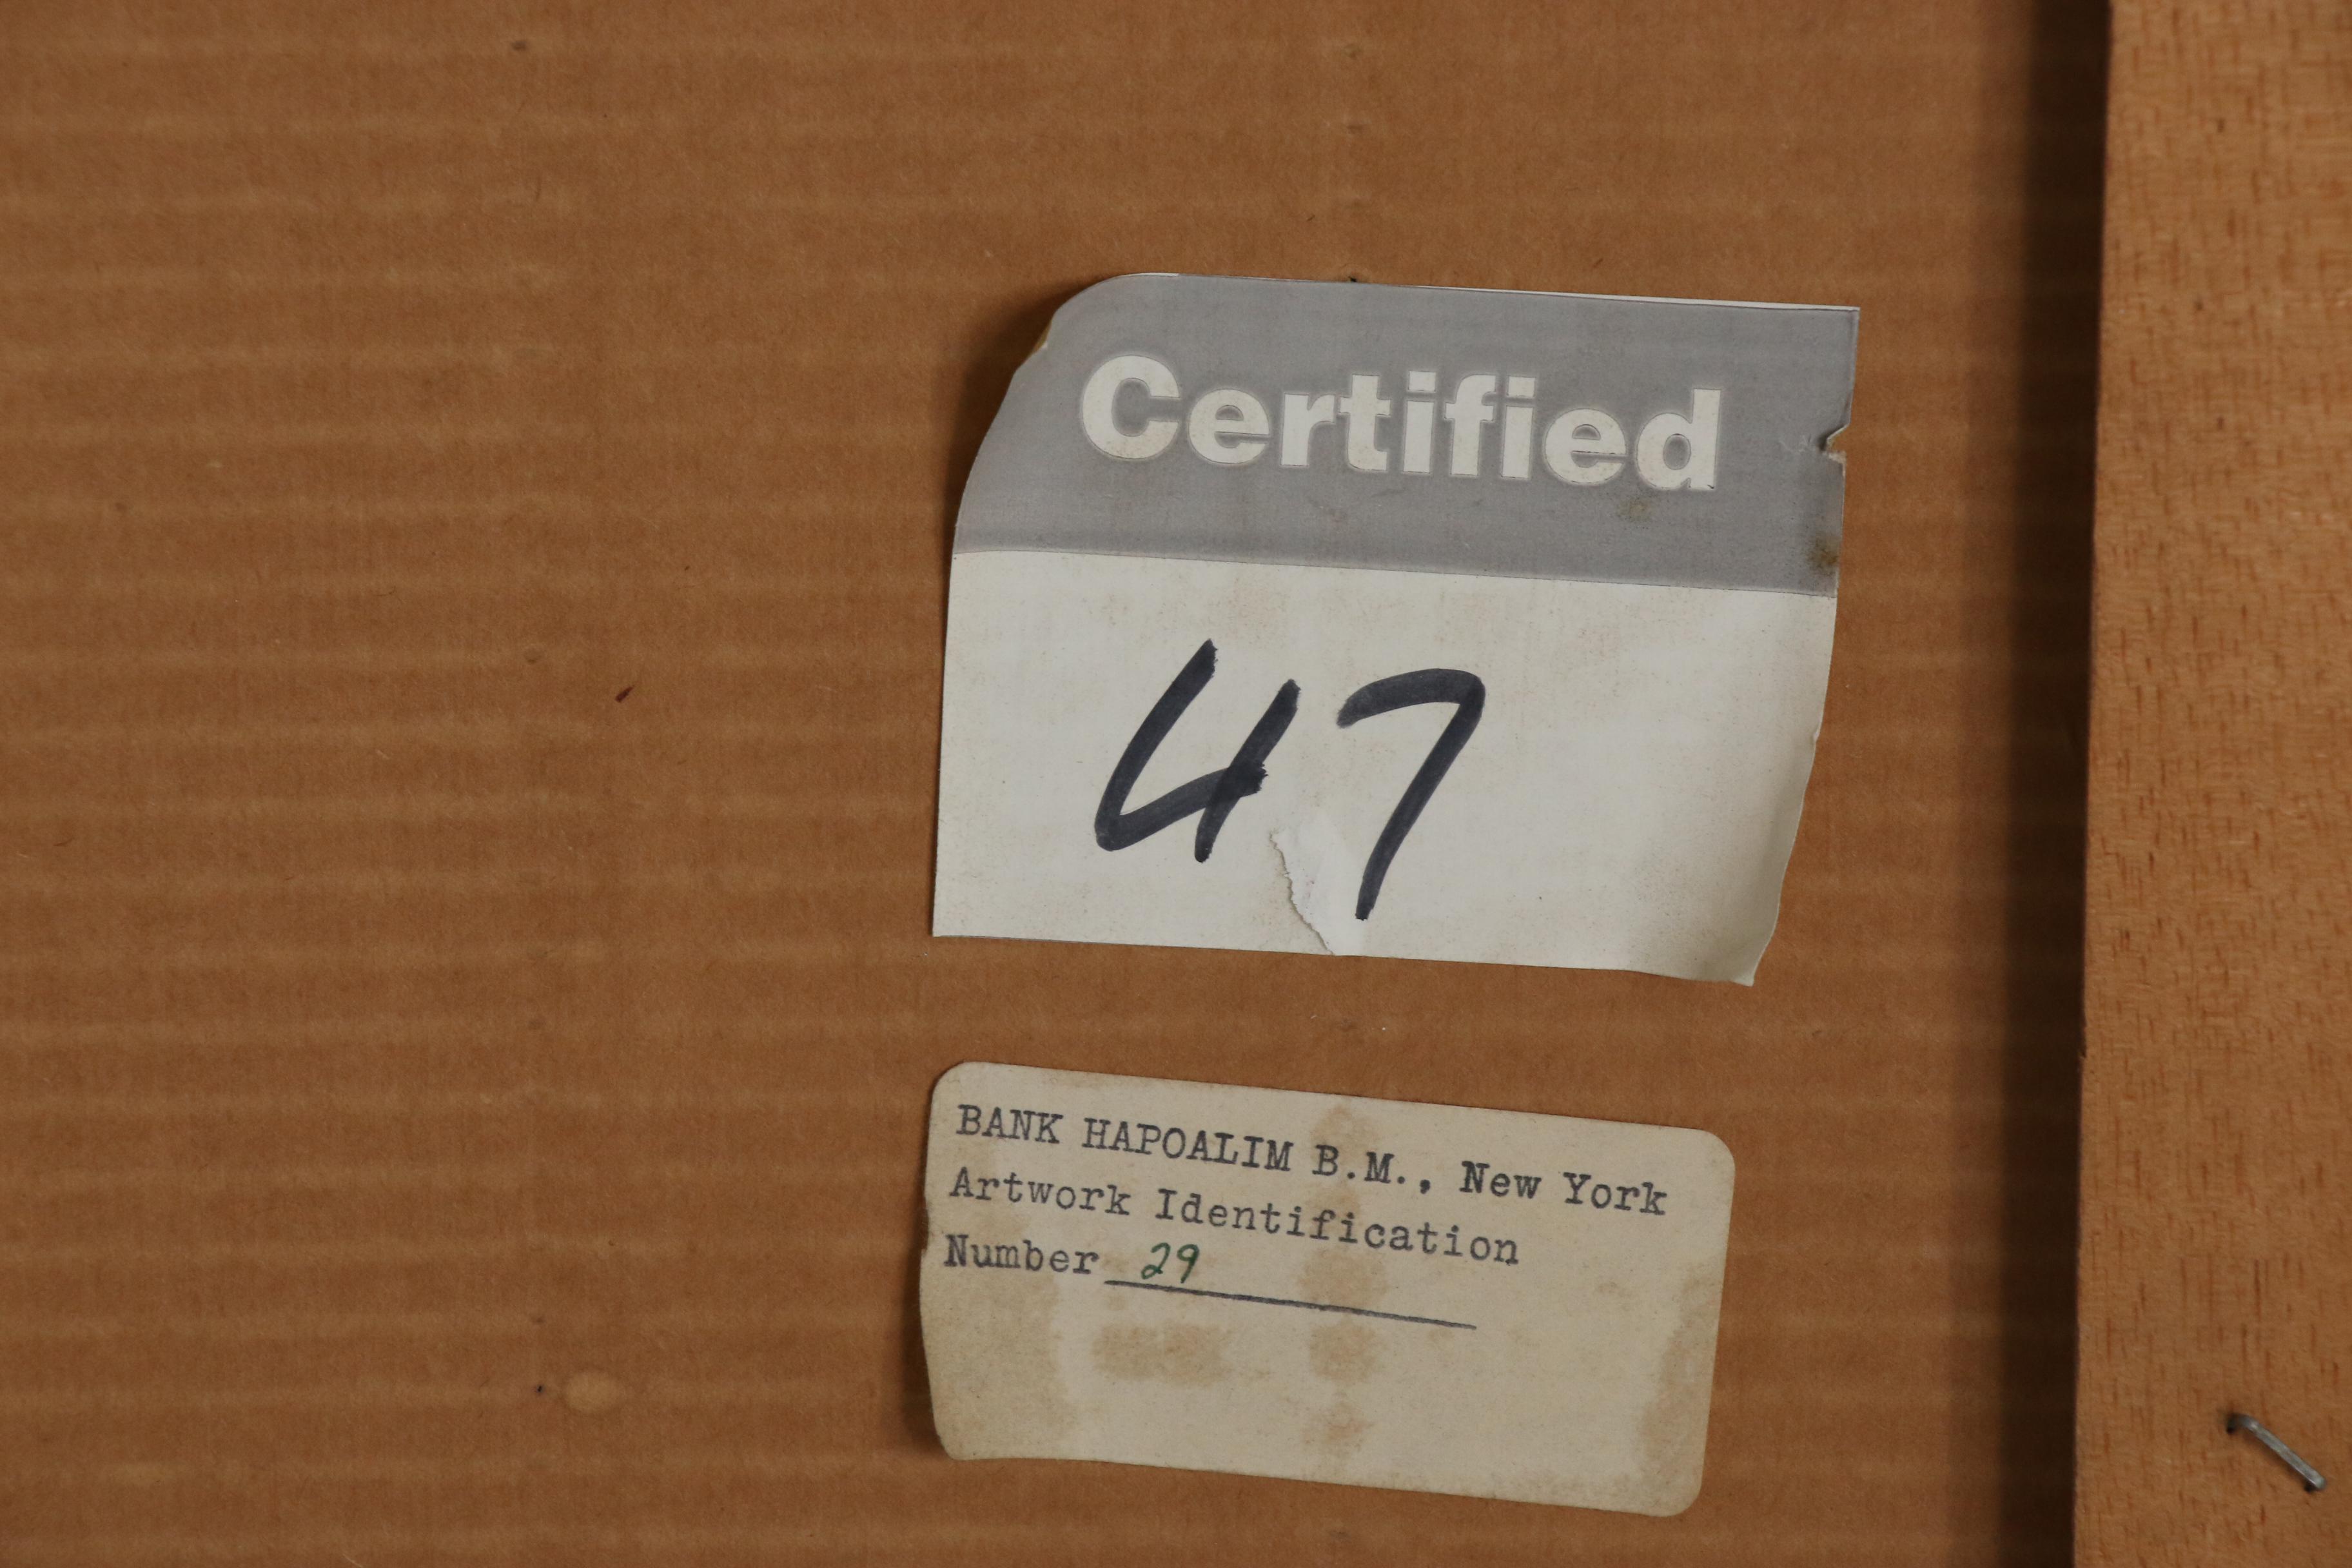 Certified
47
BANK HAPOALIM B.M., New York
Artwork Identification
Number 29